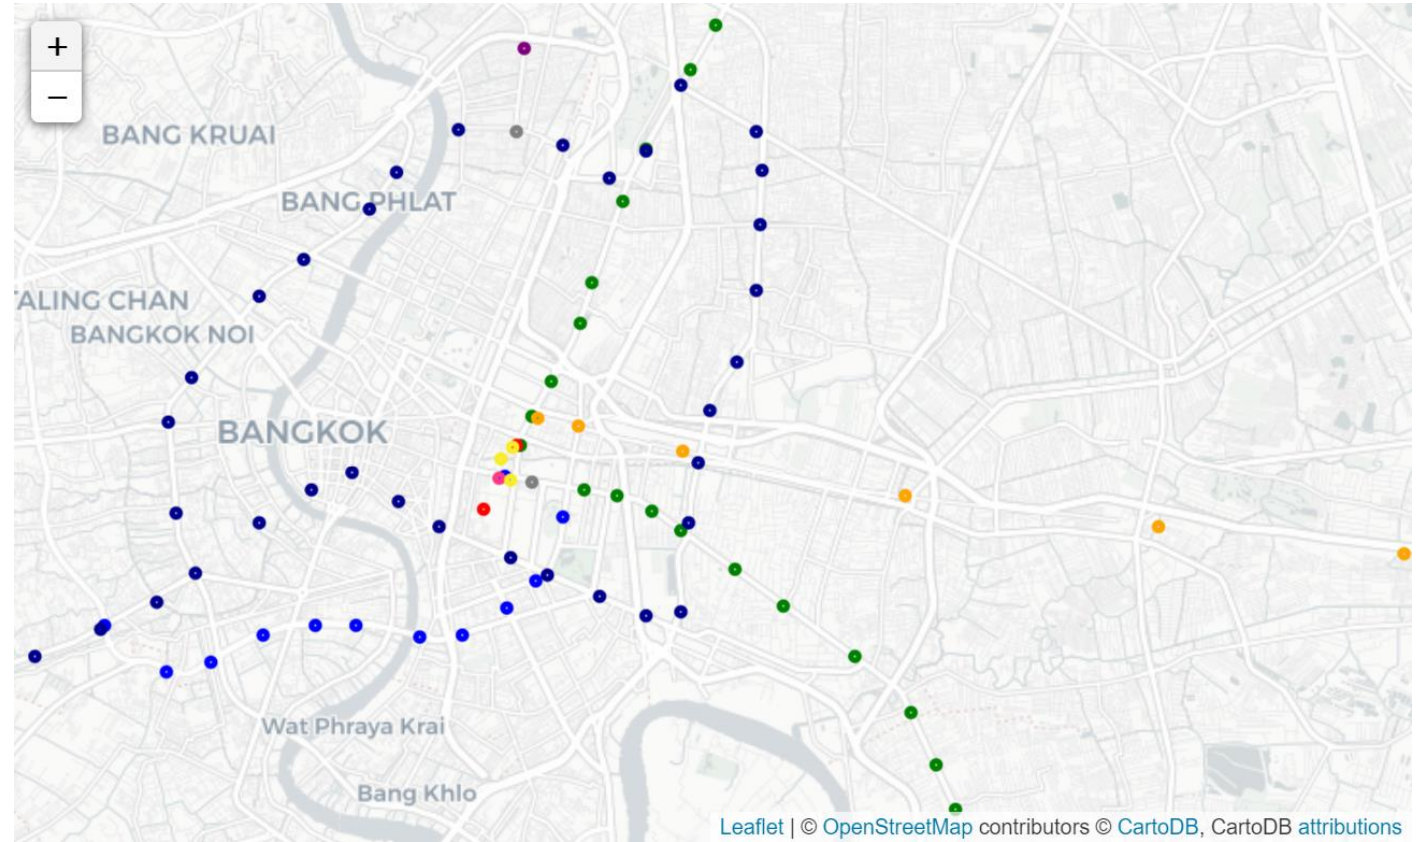 +
−
BANG KRUAI
BANG PHLAT
TALING CHAN
BANGKOK NOI
BANGKOK
Wat Phraya Krai
Bang Khlo
Leaflet | © OpenStreetMap contributors © CartoDB, CartoDB attributions